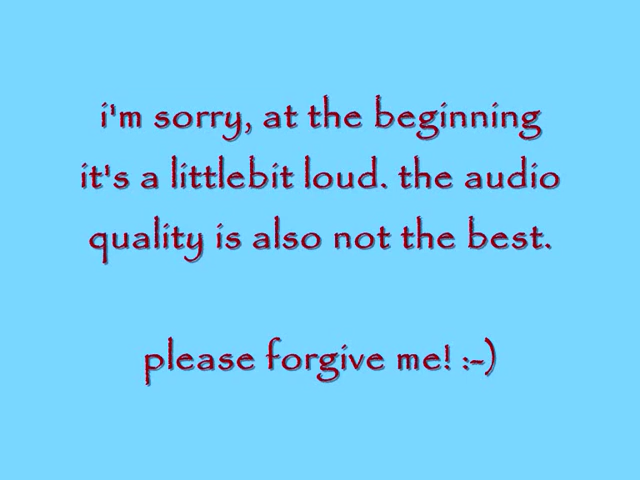 i'm sorry, at the beginning
it's a littlebit loud. the audio
quality is also not the best.
please forgive me! :-)